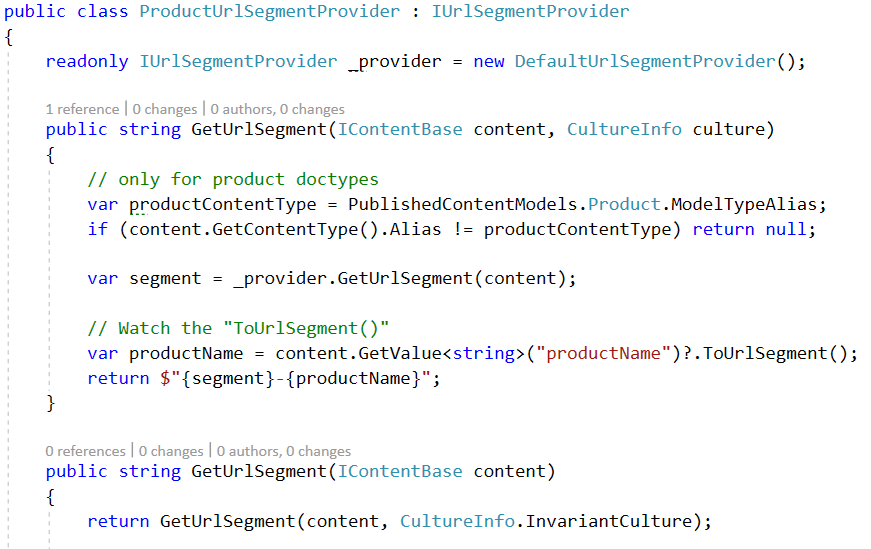 public class ProductUrlSegmentProvider : IUrlSegmentProvider
{
readonly IUrlSegmentProvider _provider = new DefaultUrlSegmentProvider();
1 reference | 0 changes | 0 authors, 0 changes
public string GetUrlSegment(IContentBase content, CultureInfo culture)
{
// only for product doctypes
var productContentType = PublishedContentModels.Product.ModelTypeAlias;
if (content.GetContentType().Alias != productContentType) return null;
var segment = _provider.GetUrlSegment(content);
// Watch the "ToUrlSegment()"
var productName = content.GetValue<string>("productName")?.ToUrlSegment();
return $"{segment}-{productName}";
}
0 references | 0 changes | 0 authors, 0 changes
public string GetUrlSegment(IContentBase content)
{
return GetUrlSegment(content, CultureInfo.InvariantCulture);